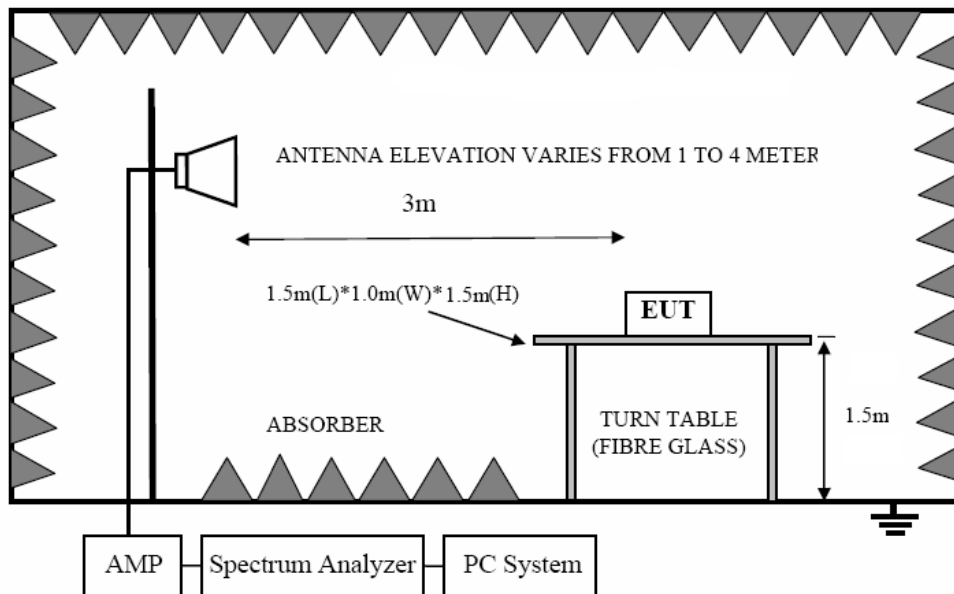 ANTENNA ELEVATION VARIES FROM 1 TO 4 METER
3m
1.5m(L)*1.0m(W)*1.5m(H)
EUT
ABSORBER
TURN TABLE
(FIBRE GLASS)
1.5m
AMP
Spectrum Analyzer
PC System